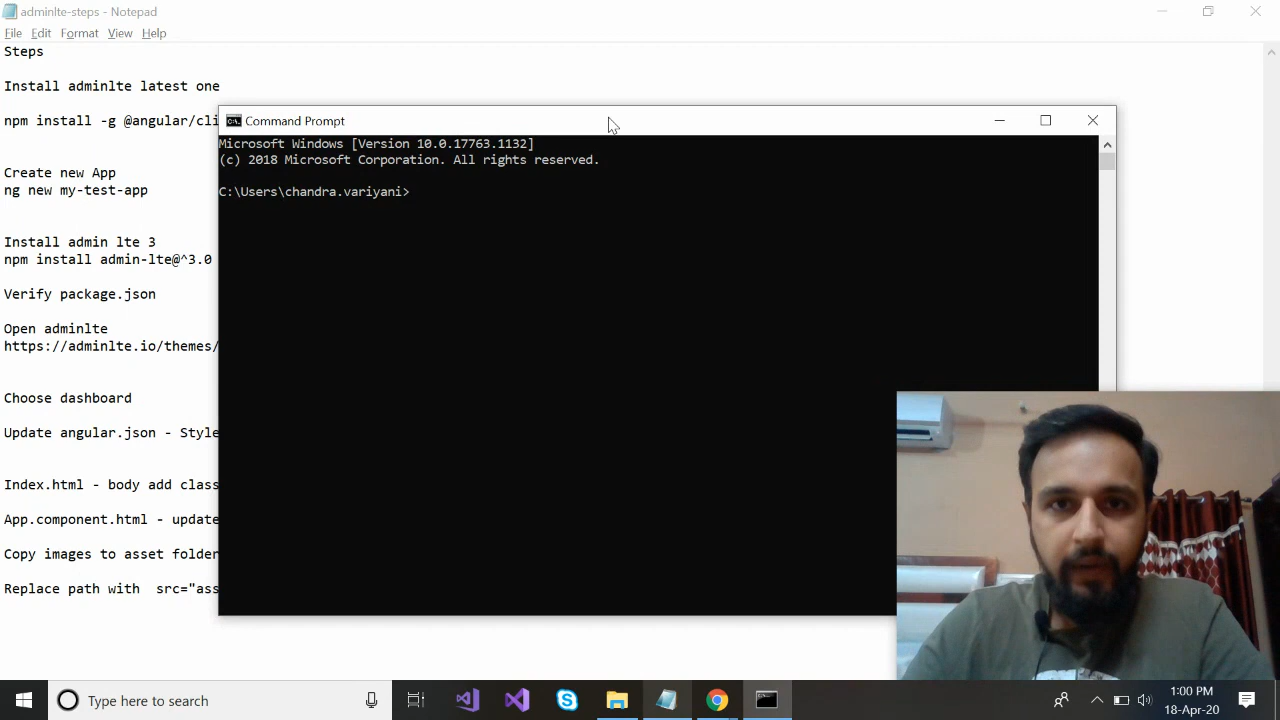 adminlte-steps - Notepad
File Edit Format View Help
Steps
Install adminlte latest one
npm install -g @angular/cli
Create new App
ng new my-test-app
Install admin lte 3
npm install admin-lte@^3.0
Verify package.json
Open adminlte
https://adminlte.io/themes/
Choose dashboard
Update angular.json - Style
Index.html - body add class
App.component.html - update
Copy images to asset folder
Replace path with  src="ass
Command Prompt
Microsoft Windows [Version 10.0.17763.1132]
(c) 2018 Microsoft Corporation. All rights reserved.
C:\Users\chandra.variyani>
Type here to search
1:00 PM
18-Apr-20